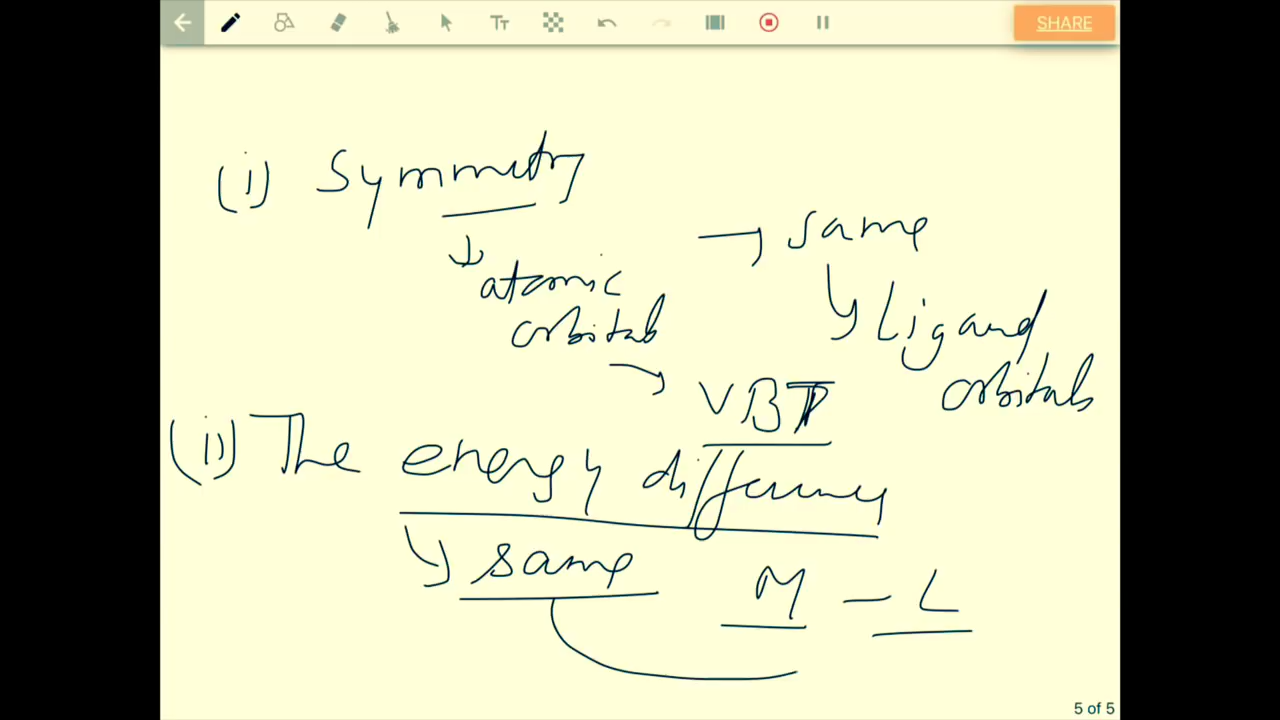 SHARE
(i) Symmetry
→ same
↓ atomic
orbitals
↳ Ligand
orbitals
→ VBT
(ii) The energy difference
↳ same M - L
5 of 5